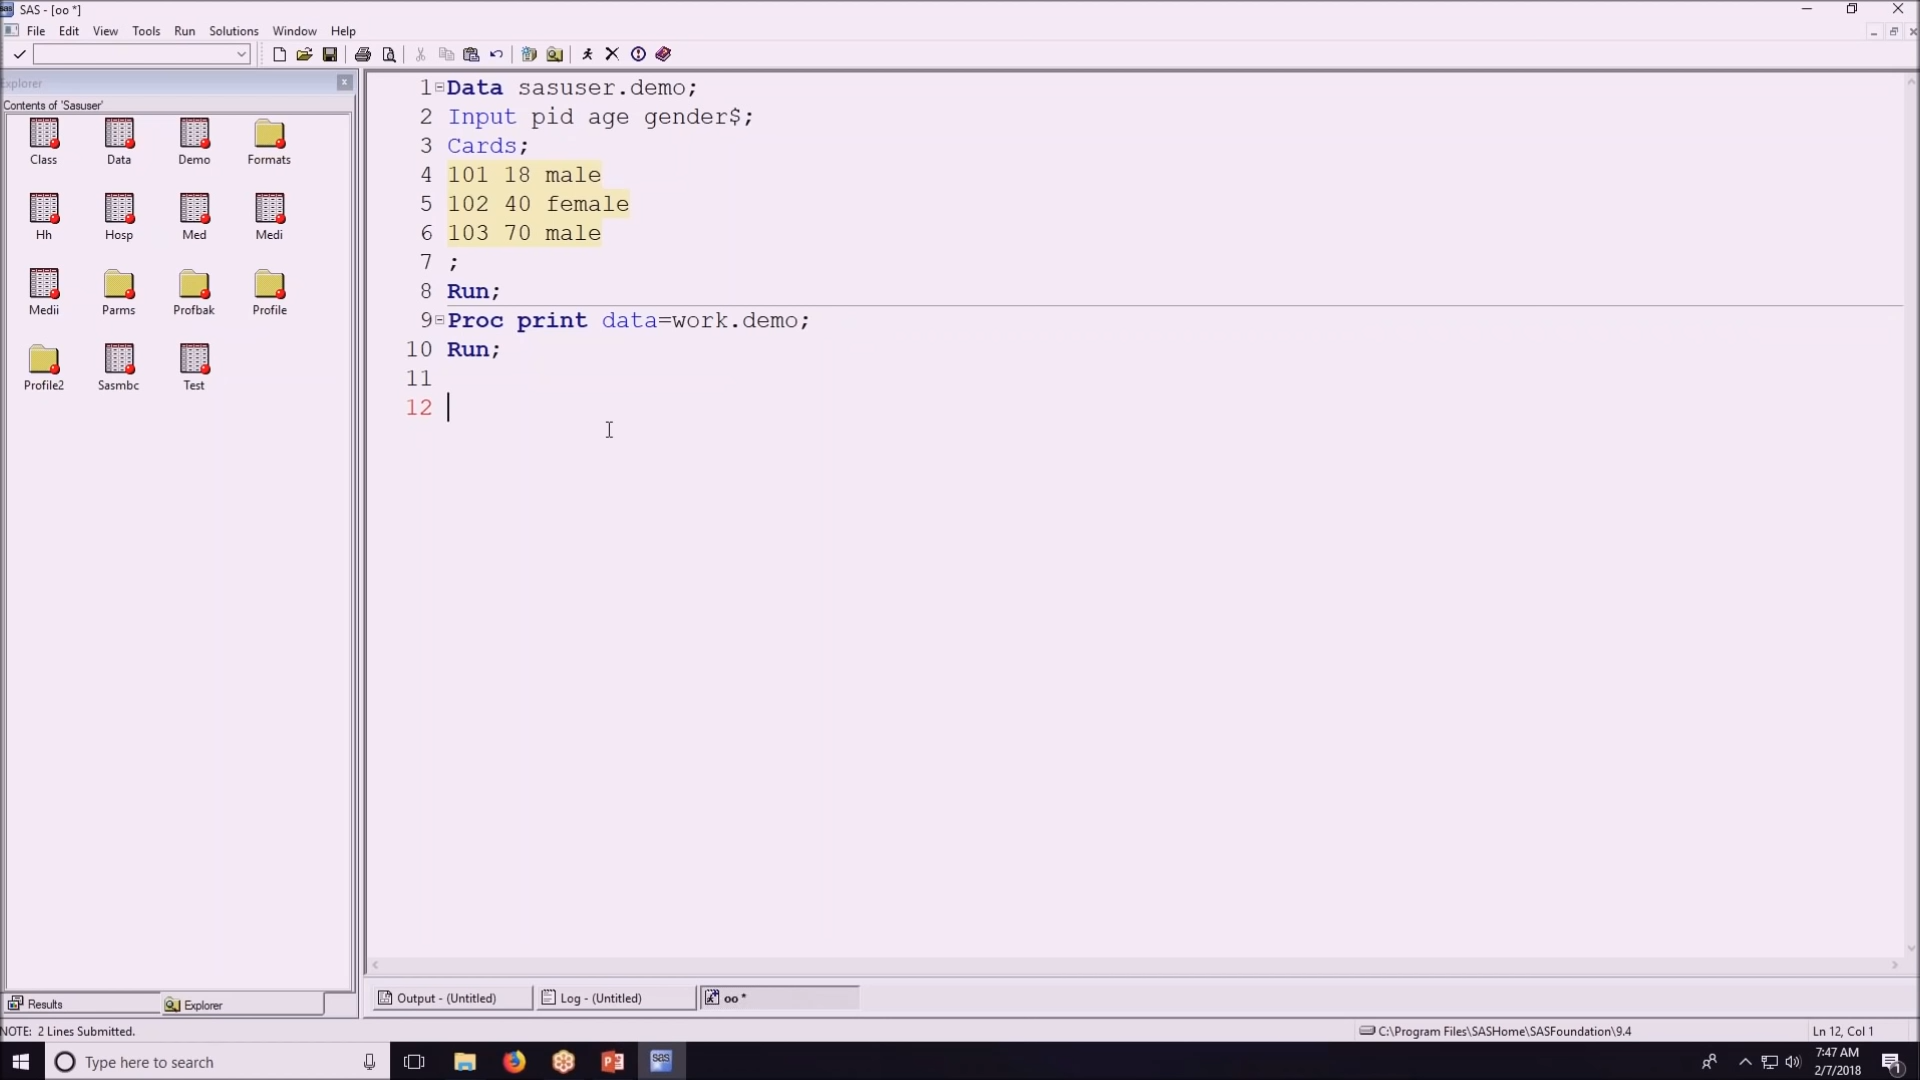 SAS - [oo *]
File Edit View Tools Run Solutions Window Help
Explorer
Contents of 'Sasuser'
Class Data Demo Formats
Hh Hosp Med Medi
Medii Parms Profbak Profile
Profile2 Sasmbc Test
1 Data sasuser.demo;
2 Input pid age gender$;
3 Cards;
4 101 18 male
5 102 40 female
6 103 70 male
7 ;
8 Run;
9 Proc print data=work.demo;
10 Run;
11
12
Results Explorer
Output - (Untitled) Log - (Untitled) oo *
NOTE: 2 Lines Submitted.
C:\Program Files\SASHome\SASFoundation\9.4
Ln 12, Col 1
Type here to search
sas
7:47 AM
2/7/2018
1